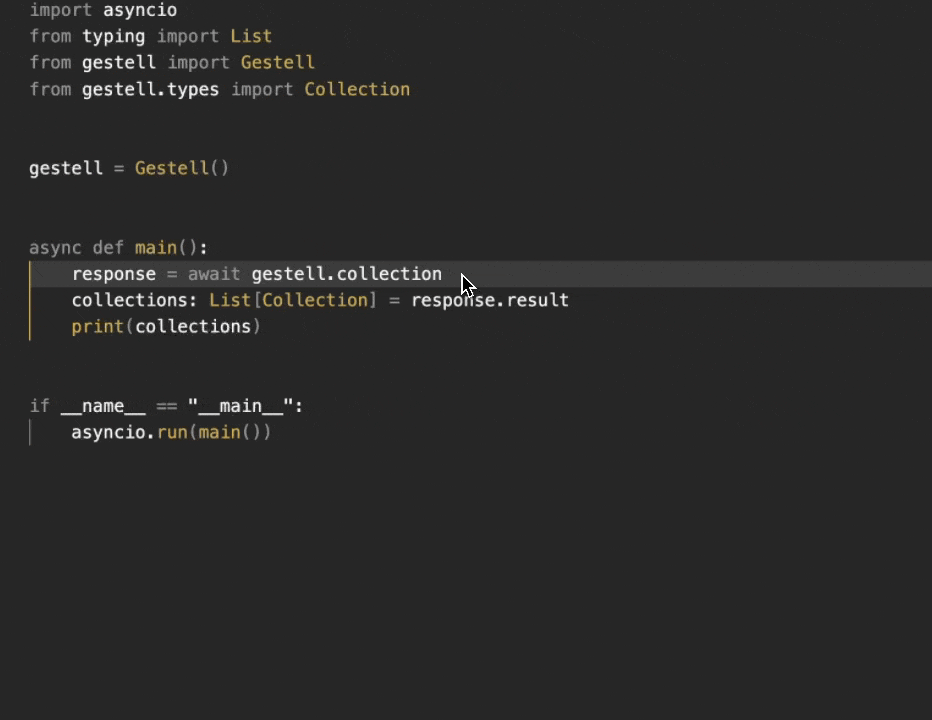 import asyncio
from typing import List
from gestell import Gestell
from gestell.types import Collection
gestell = Gestell()
async def main():
    response = await gestell.collection
    collections: List[Collection] = response.result
    print(collections)
if __name__ == "__main__":
    asyncio.run(main())